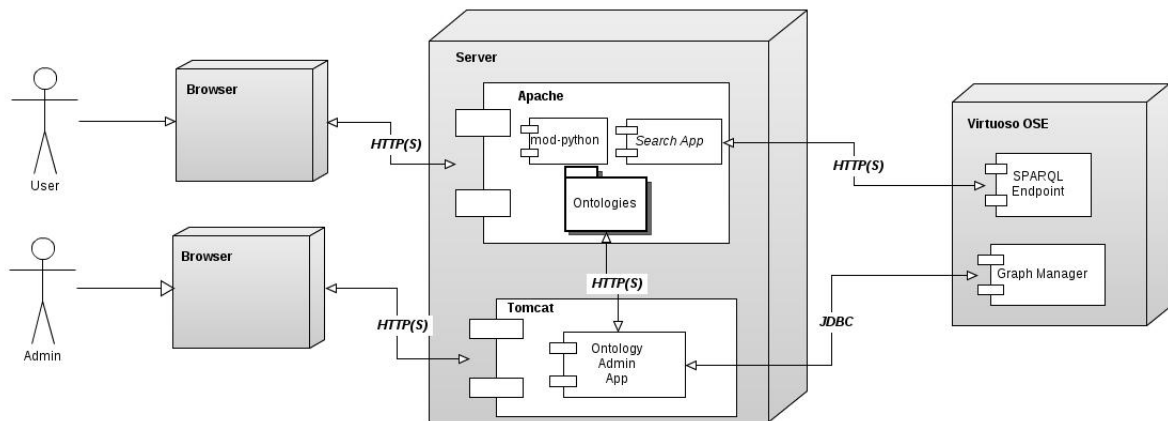 User
Browser
HTTP(S)
Admin
Browser
HTTP(S)
Server
Apache
mod-python
Search App
Ontologies
HTTP(S)
Tomcat
Ontology
Admin
App
HTTP(S)
JDBC
Virtuoso OSE
SPARQL
Endpoint
Graph Manager